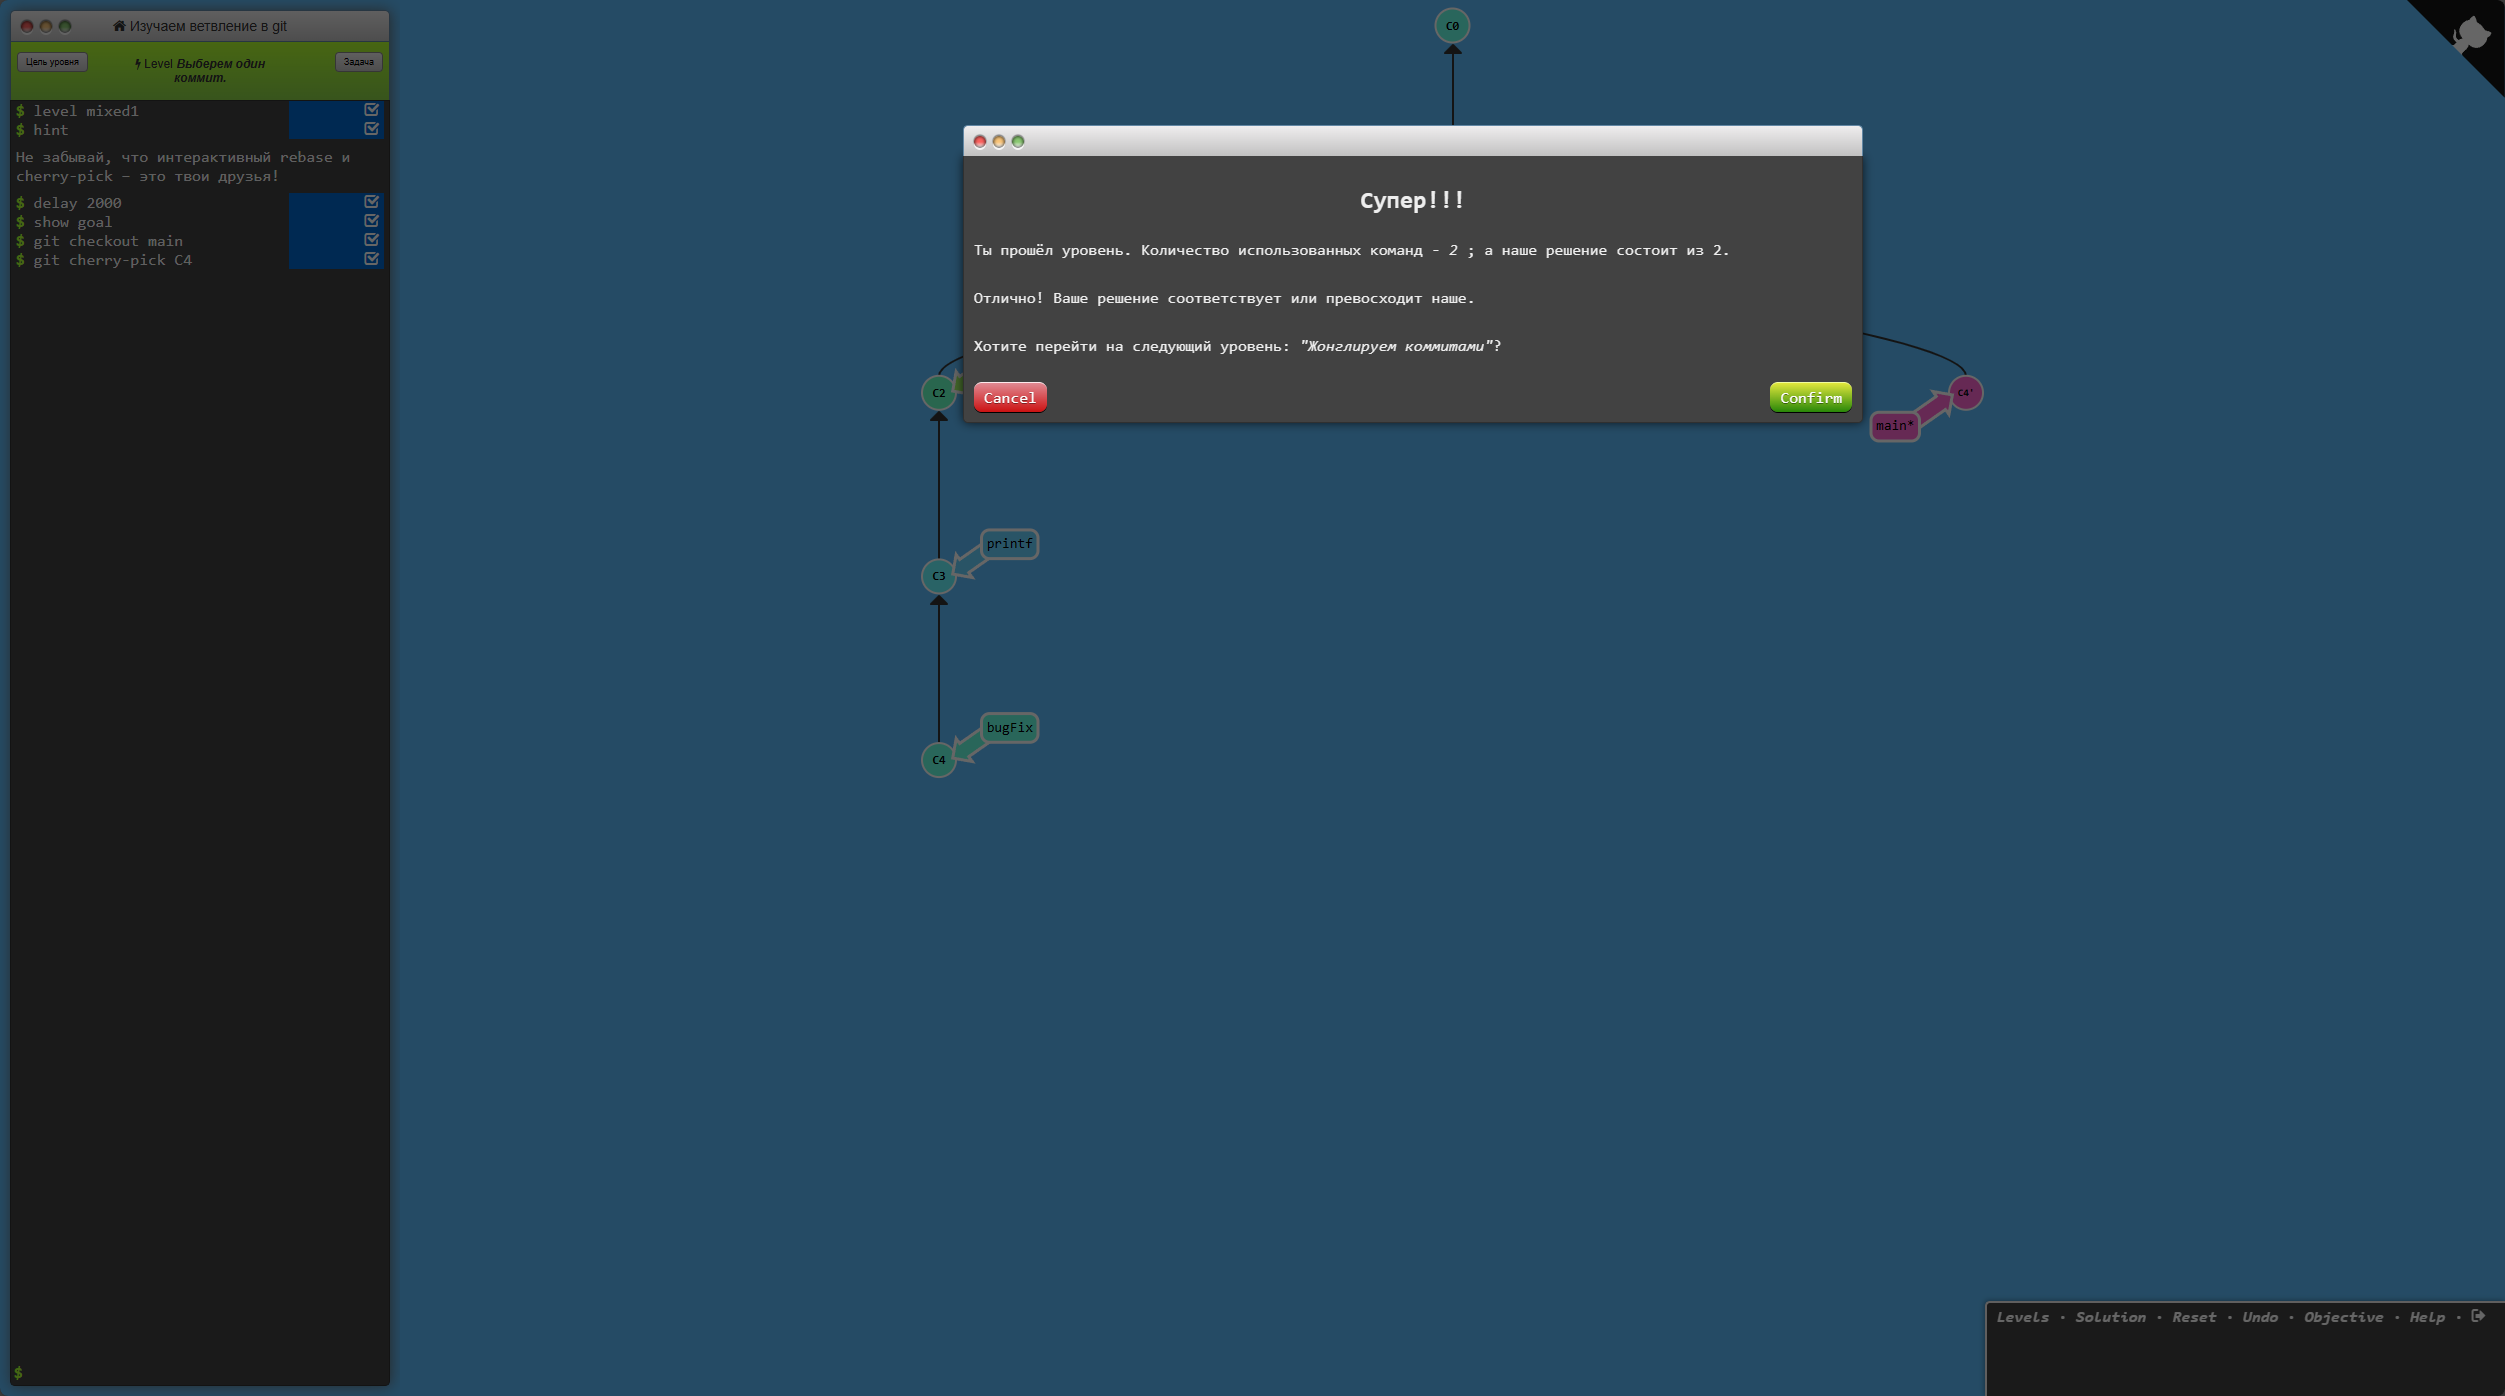 Изучаем ветвление в git
Цель уровня
Level Выберем один
коммит.
Задача
$ level mixed1
$ hint
Не забывай, что интерактивный rebase и
cherry-pick – это твои друзья!
$ delay 2000
$ show goal
$ git checkout main
$ git cherry-pick C4
$
C0
Супер!!!
Ты прошёл уровень. Количество использованных команд - 2 ; а наше решение состоит из 2.
Отлично! Ваше решение соответствует или превосходит наше.
Хотите перейти на следующий уровень: "Жонглируем коммитами"?
Cancel
Confirm
C2
C4'
main*
printf
C3
bugFix
C4
Levels · Solution · Reset · Undo · Objective · Help ·